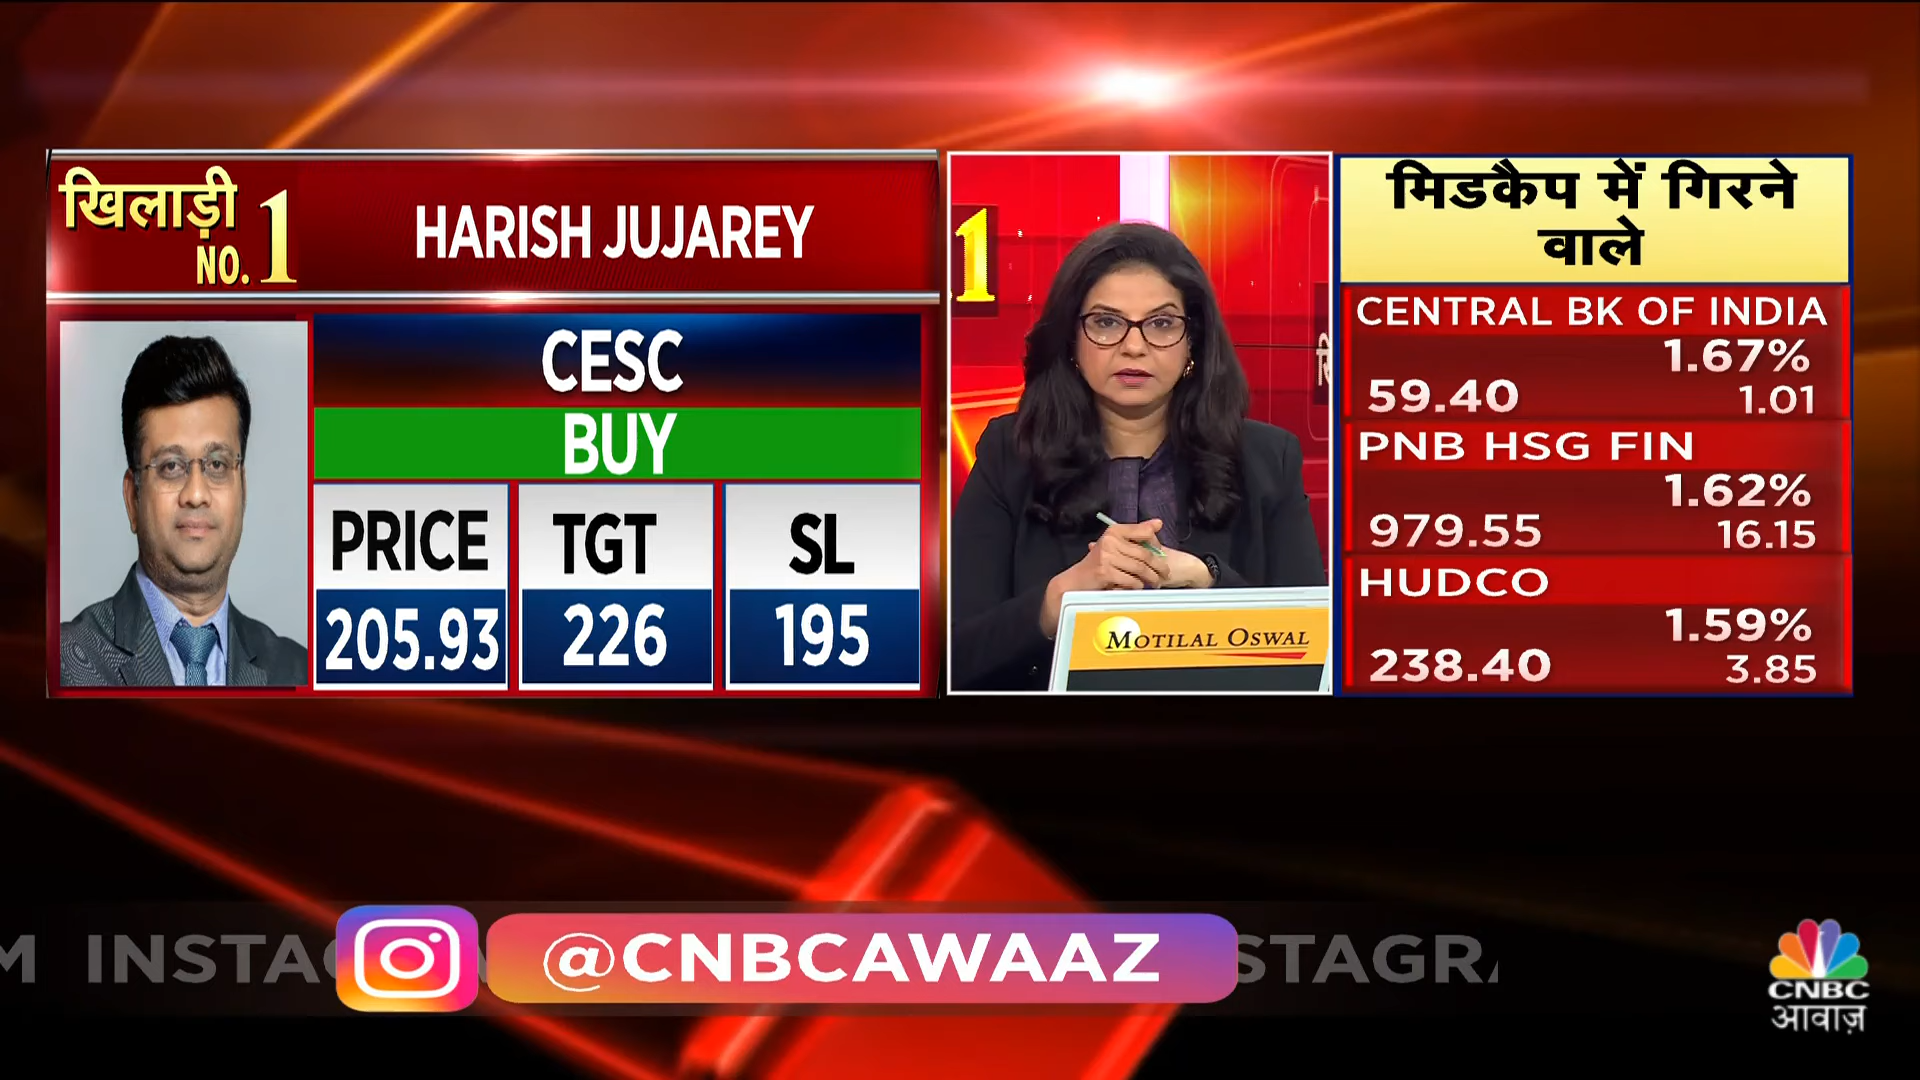 खिलाड़ी
NO. 1
HARISH JUJAREY
CESC
BUY
PRICE
TGT
SL
205.93
226
195
1
MOTILAL OSWAL
मिडकैप में गिरने
वाले
CENTRAL BK OF INDIA
1.67%
59.40
1.01
PNB HSG FIN
1.62%
979.55
16.15
HUDCO
1.59%
238.40
3.85
@CNBCAWAAZ
CNBC
आवाज़